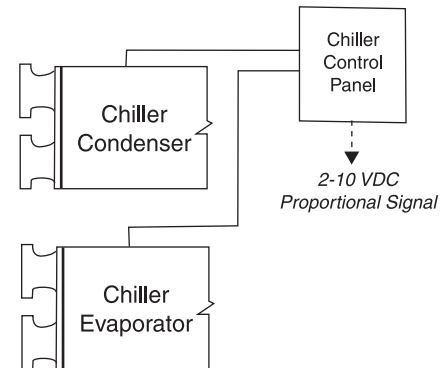 Chiller
Control
Panel
Chiller
Condenser
2-10 VDC
Proportional Signal
Chiller
Evaporator